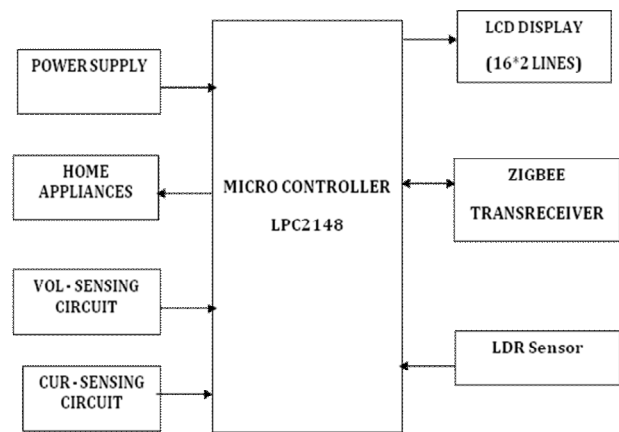 POWER SUPPLY
HOME
APPLIANCES
VOL - SENSING
CIRCUIT
CUR - SENSING
CIRCUIT
MICRO CONTROLLER
LPC2148
LCD DISPLAY
(16*2 LINES)
ZIGBEE
TRANSRECEIVER
LDR Sensor